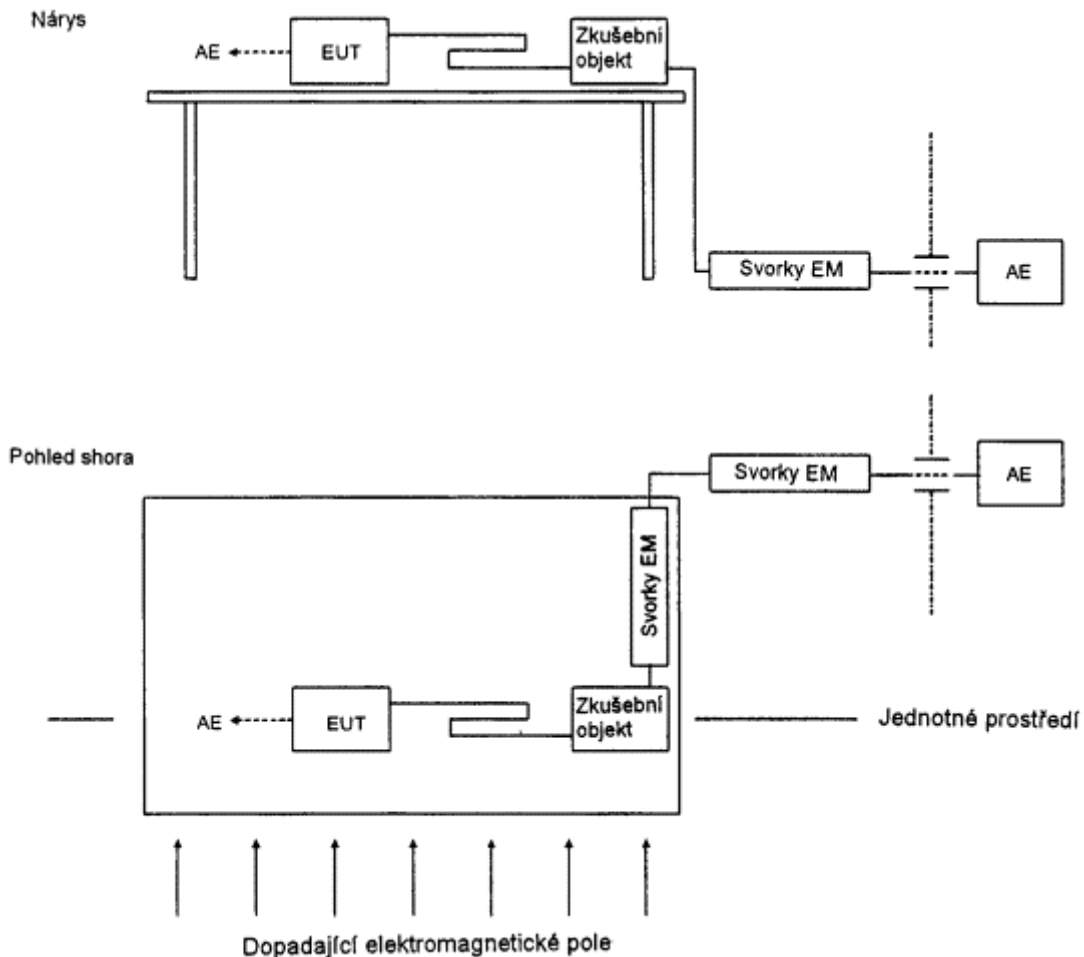 Nárys
AE
EUT
Zkušební
objekt
Svorky EM
AE
Pohled shora
Svorky EM
AE
Svorky EM
AE
EUT
Zkušební
objekt
Jednotné prostředí
Dopadající elektromagnetické pole